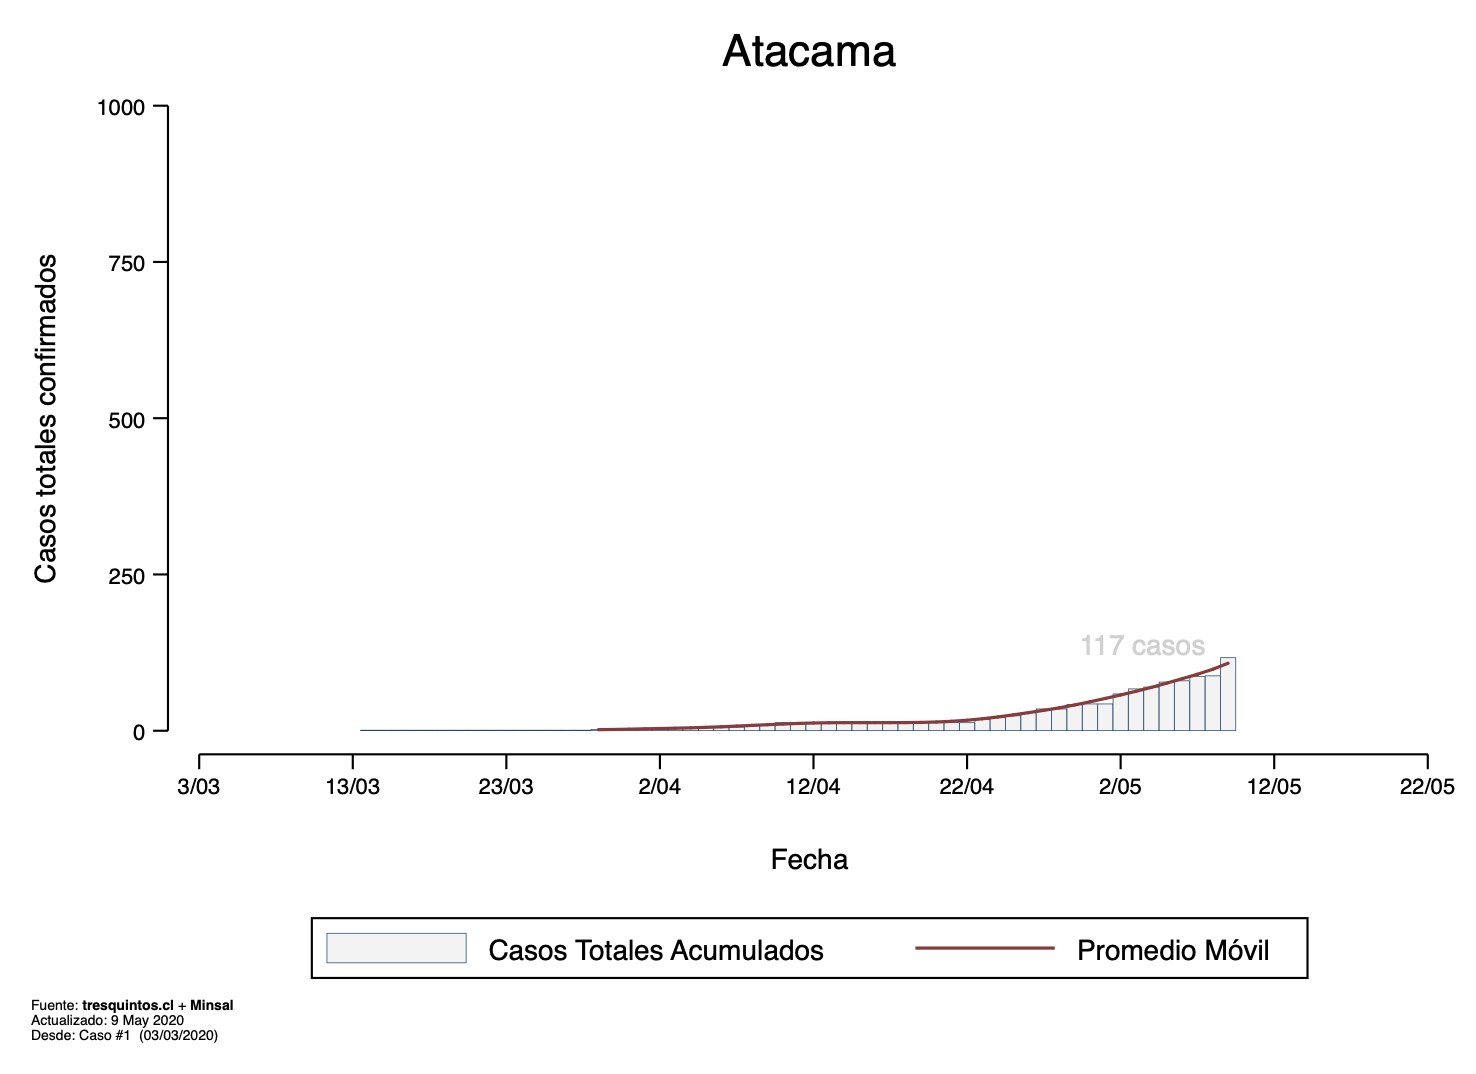 Atacama
Casos totales confirmados
1000
750
500
250
0
117 casos
3/03 13/03 23/03 2/04 12/04 22/04 2/05 12/05 22/05
Fecha
Casos Totales Acumulados Promedio Móvil
Fuente: tresquintos.cl + Minsal
Actualizado: 9 May 2020
Desde: Caso #1 (03/03/2020)